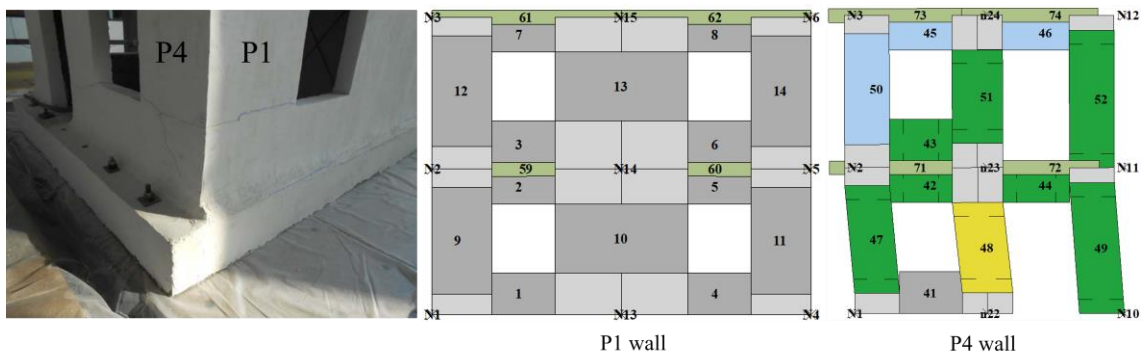 P4 P1
N3 61 N15 62 N6
7 8
12 13 14
3 6
N2 59 N14 60 N5
2 5
9 10 11
1 4
N1 N13 N4
P1 wall
N3 73 n24 74 N12
45 46
50 51 52
43
N2 71 n23 72 N11
42 44
47 48 49
41
N1 n22 N10
P4 wall